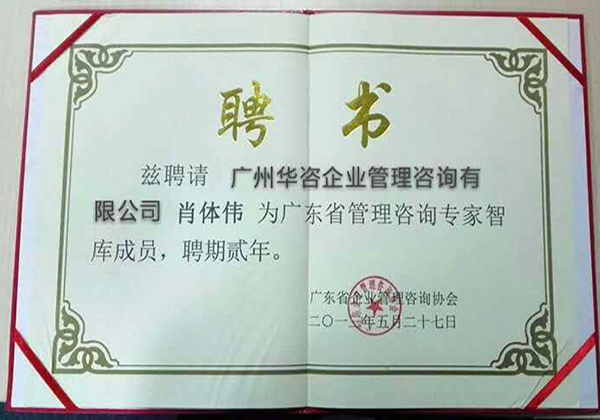 聘书
兹聘请 广州华咨企业管理咨询有
限公司 肖体伟 为广东省管理咨询专家智
库成员，聘期贰年。
广东省企业管理咨询协会
年五月二十七日